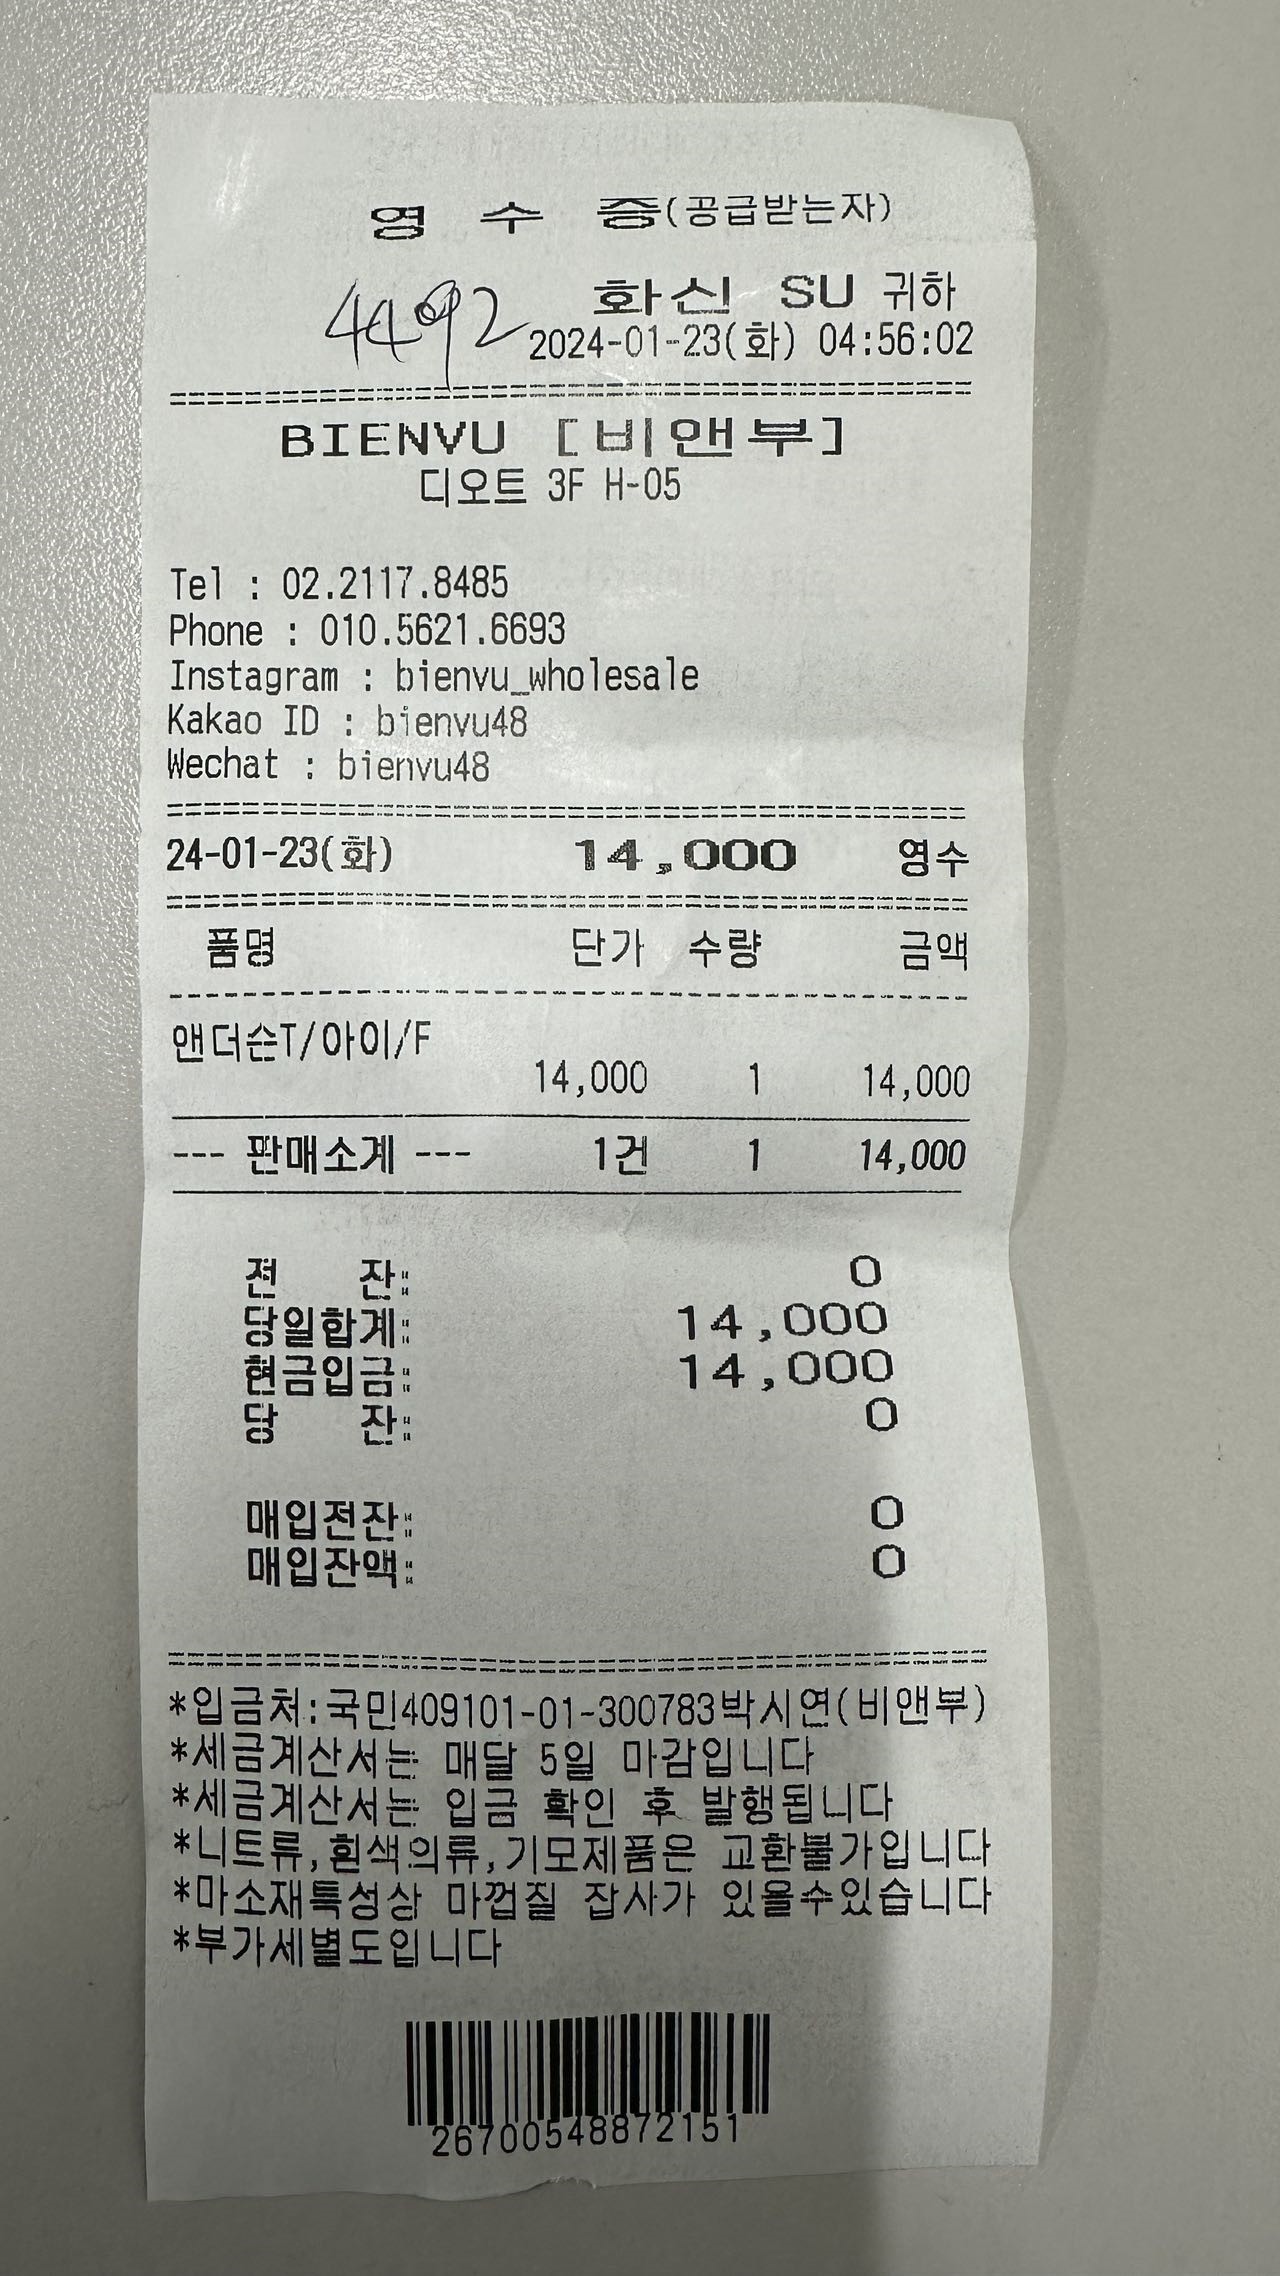 영 수 증(공급받는자)
화신 SU 귀하
4492
2024-01-23(화) 04:56:02
BIENVU [비앤부]
디오트 3F H-05
Tel : 02.2117.8485
Phone : 010.5621.6693
Instagram : bienvu_wholesale
Kakao ID : bienvu48
Wechat : bienvu48
24-01-23(화) 14,000 영수
품명 단가 수량 금액
앤더슨T/아이/F
14,000 1 14,000
--- 판매소계 --- 1건 1 14,000
전 잔: 0
당일합계: 14,000
현금입금: 14,000
당 잔: 0
매입전잔: 0
매입잔액: 0
*입금처:국민409101-01-300783박시연(비앤부)
*세금계산서는 매달 5일 마감입니다
*세금계산서는 입금 확인 후 발행됩니다
*니트류,흰색의류,기모제품은 교환불가입니다
*마소재특성상 마껍질 잡사가 있을수있습니다
*부가세별도입니다
26700548872151